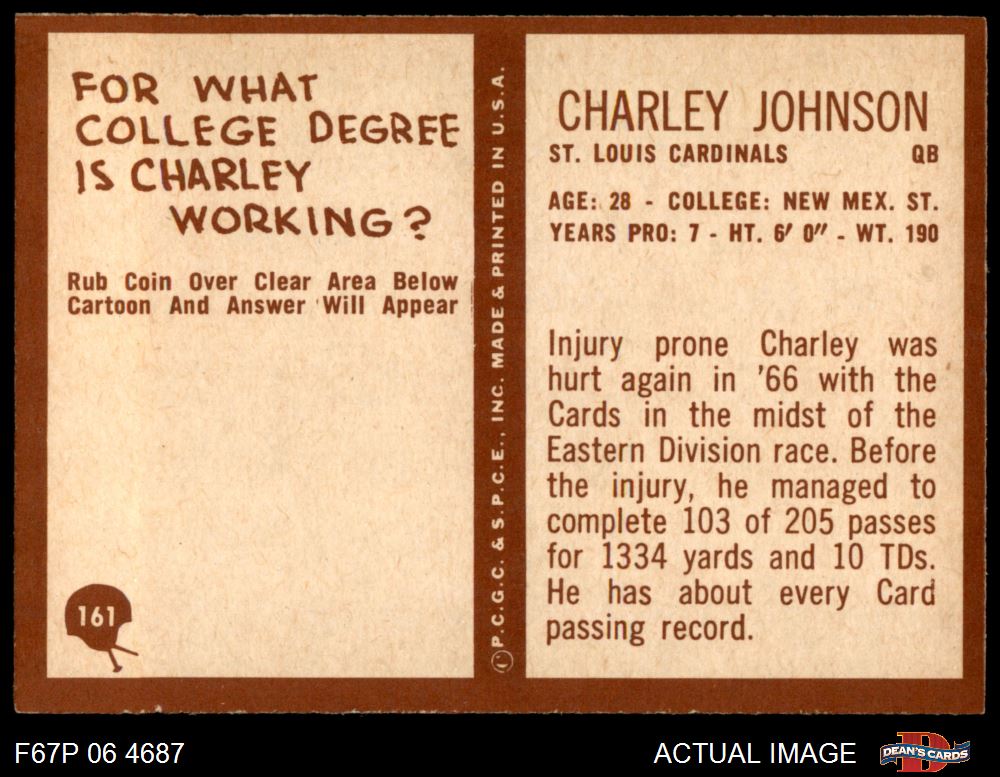 FOR WHAT
COLLEGE DEGREE
IS CHARLEY
WORKING?
Rub Coin Over Clear Area Below
Cartoon And Answer Will Appear
161
©P.C.G.C. & S.P.C.E., INC. MADE & PRINTED IN U.S.A.
CHARLEY JOHNSON
ST. LOUIS CARDINALS QB
AGE: 28 - COLLEGE: NEW MEX. ST.
YEARS PRO: 7 - HT. 6' 0" - WT. 190
Injury prone Charley was
hurt again in '66 with the
Cards in the midst of the
Eastern Division race. Before
the injury, he managed to
complete 103 of 205 passes
for 1334 yards and 10 TDs.
He has about every Card
passing record.
F67P 06 4687
ACTUAL IMAGE
D
DEAN'S CARDS